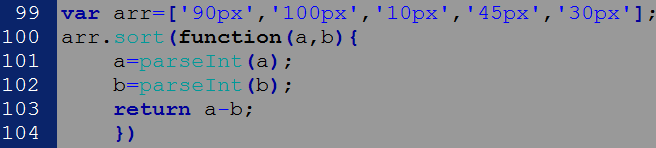 99 var arr=['90px','100px','10px','45px','30px'];
100 arr.sort(function(a,b){
101     a=parseInt(a);
102     b=parseInt(b);
103     return a-b;
104     })